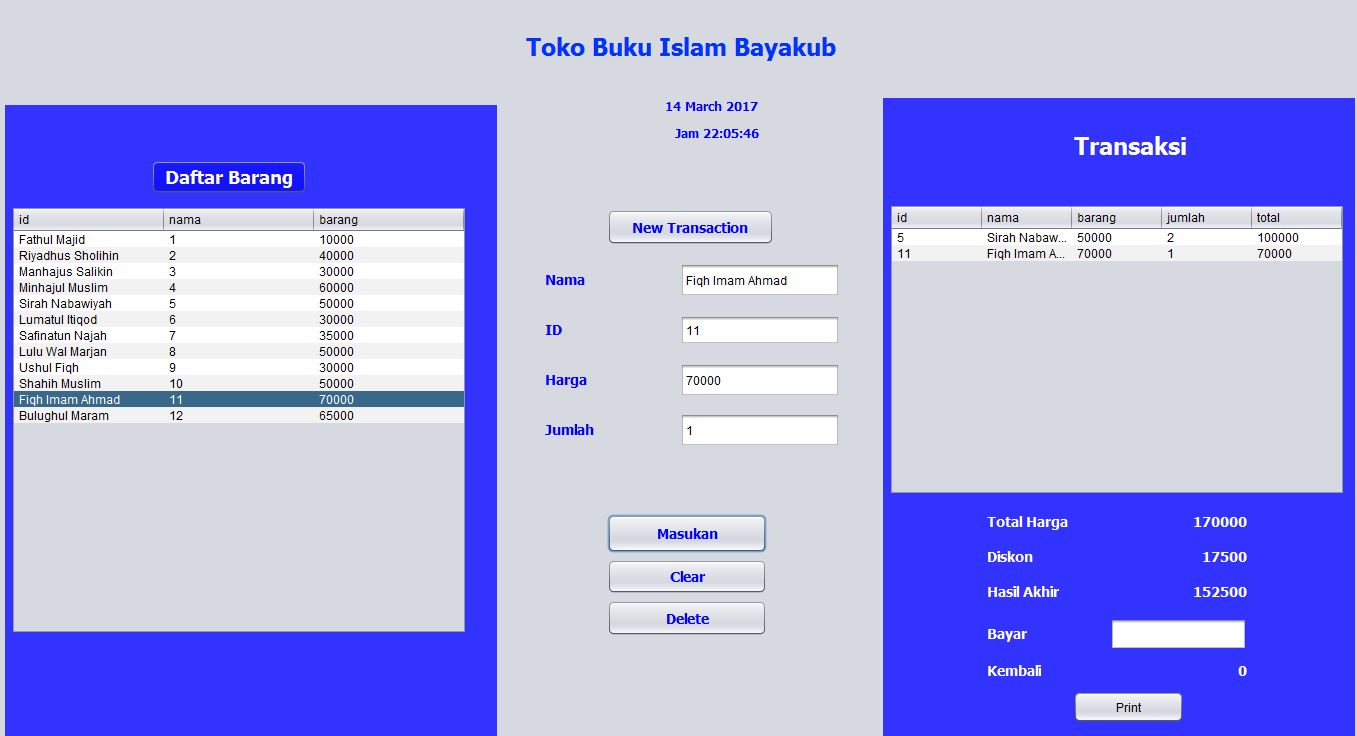 Toko Buku Islam Bayakub
14 March 2017
Jam 22:05:46
Daftar Barang
id nama barang
Fathul Majid 1 10000
Riyadhus Sholihin 2 40000
Manhajus Salikin 3 30000
Minhajul Muslim 4 60000
Sirah Nabawiyah 5 50000
Lumatul Itiqod 6 30000
Safinatun Najah 7 35000
Lulu Wal Marjan 8 50000
Ushul Fiqh 9 30000
Shahih Muslim 10 50000
Fiqh Imam Ahmad 11 70000
Bulughul Maram 12 65000
New Transaction
Nama Fiqh Imam Ahmad
ID 11
Harga 70000
Jumlah 1
Masukan
Clear
Delete
Transaksi
id nama barang jumlah total
5 Sirah Nabaw... 50000 2 100000
11 Fiqh Imam A... 70000 1 70000
Total Harga 170000
Diskon 17500
Hasil Akhir 152500
Bayar
Kembali 0
Print